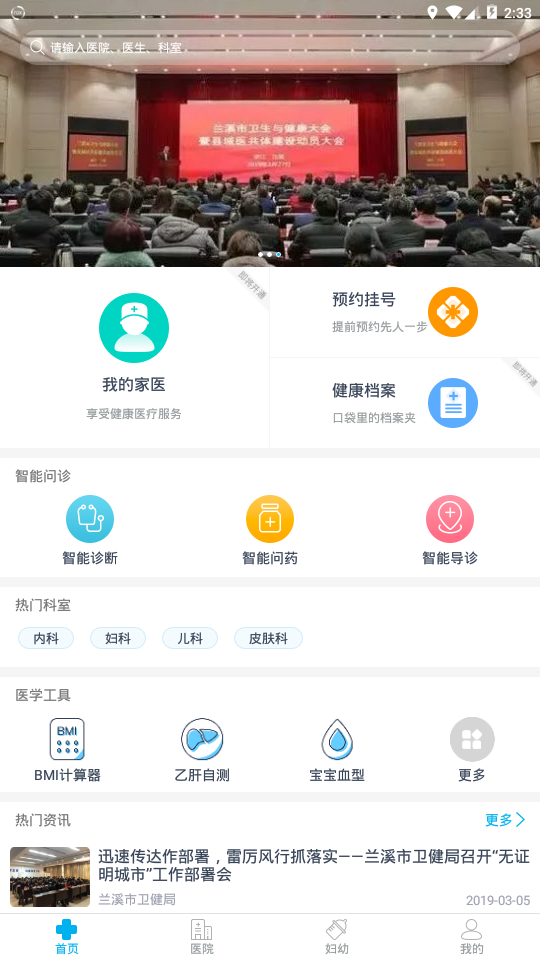 2:33
请输入医院、医生、科室
兰溪市卫生与健康大会
暨县域医共体建设动员大会
即将开通
我的家医
享受健康医疗服务
预约挂号
提前预约先人一步
即将开通
健康档案
口袋里的档案夹
智能问诊
智能诊断
智能问药
智能导诊
热门科室
内科
妇科
儿科
皮肤科
医学工具
BMI
BMI计算器
乙肝自测
宝宝血型
更多
热门资讯
更多
迅速传达作部署，雷厉风行抓落实——兰溪市卫健局召开“无证
明城市”工作部署会
兰溪市卫健局
2019-03-05
首页
医院
妇幼
我的